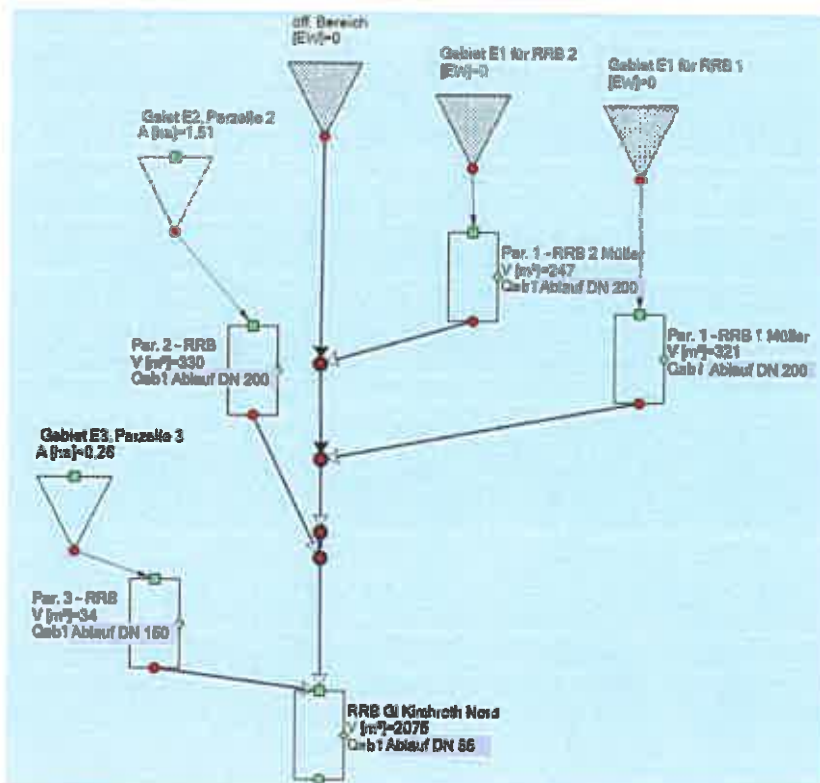 öff. Bereich
[EW]=0
Gebiet E1 für RRB 2
[EW]=0
Gebiet E1 für RRB 1
[EW]=0
Gebiet E2, Parzelle 2
A [ha]=1,51
Par. 1 - RRB 2 Müller
V [m³]=247
Qab1 Ablauf DN 200
Par. 1 - RRB 1 Müller
V [m³]=321
Qab1 Ablauf DN 200
Par. 2 - RRB
V [m³]=330
Qab1 Ablauf DN 200
Gebiet E3, Parzelle 3
A [ha]=0,26
Par. 3 - RRB
V [m³]=34
Qab1 Ablauf DN 150
RRB GI Kirchroth Nord
V [m³]=2075
Qab1 Ablauf DN